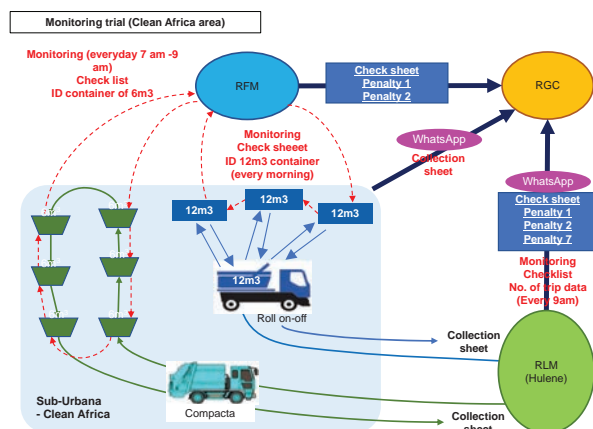 Monitoring trial (Clean Africa area)
Monitoring (everyday 7 am -9
am)
Check list
ID container of 6m3
RFM
Check sheet
Penalty 1
Penalty 2
RGC
WhatsApp
Collection
sheet
Monitoring
Check sheeet
ID 12m3 container
(every morning)
12m3
12m3
12m3
12m3
Roll on-off
WhatsApp
Check sheet
Penalty 1
Penalty 2
Penalty 7
Monitoring
Checklist
No. of trip data
(Every 9am)
Collection
sheet
RLM
(Hulene)
Compacta
Sub-Urbana
- Clean Africa
Collection
sheet